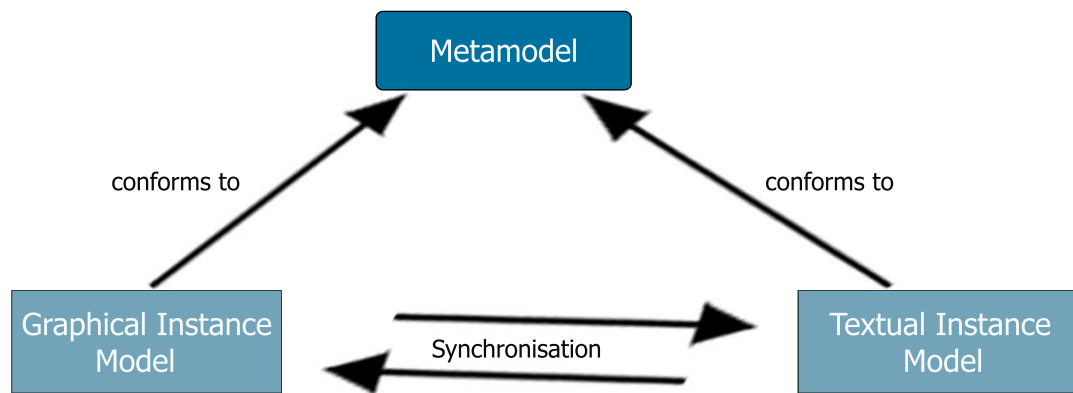 Metamodel
conforms to
conforms to
Graphical Instance
Model
Synchronisation
Textual Instance
Model